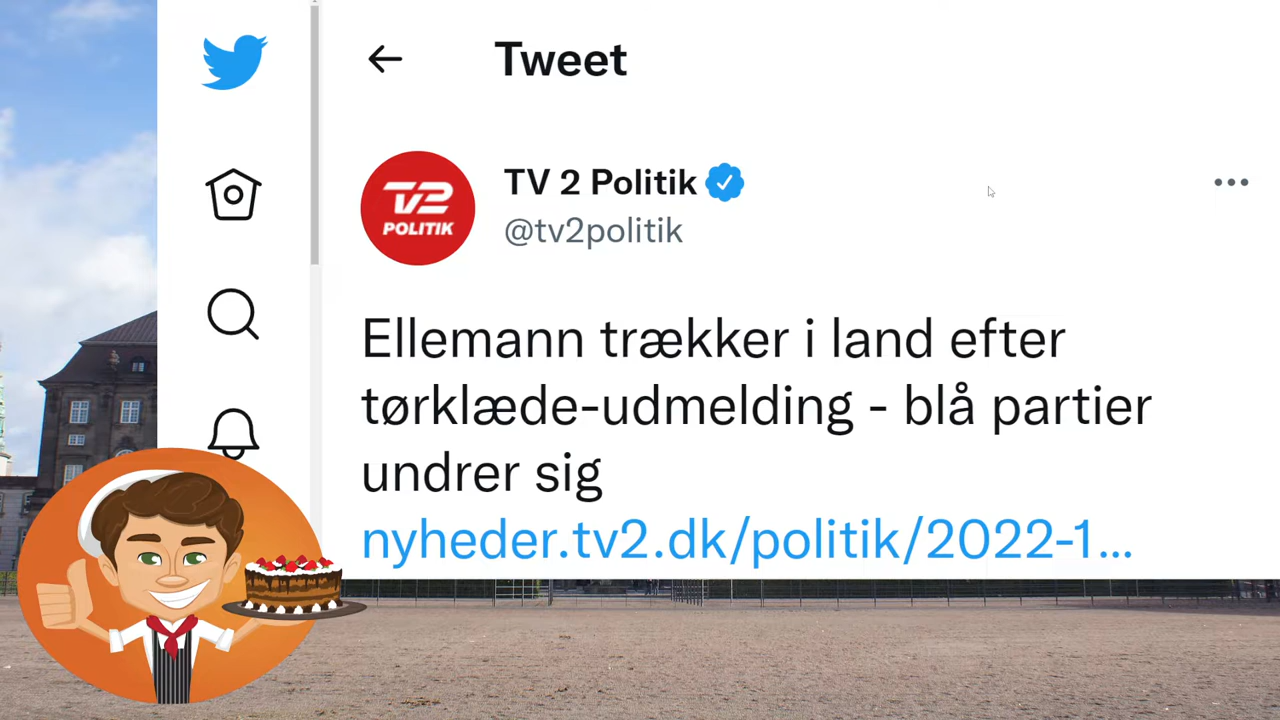 Tweet
TV2
POLITIK
TV 2 Politik
@tv2politik
Ellemann trækker i land efter
tørklæde-udmelding - blå partier
undrer sig
nyheder.tv2.dk/politik/2022-1...